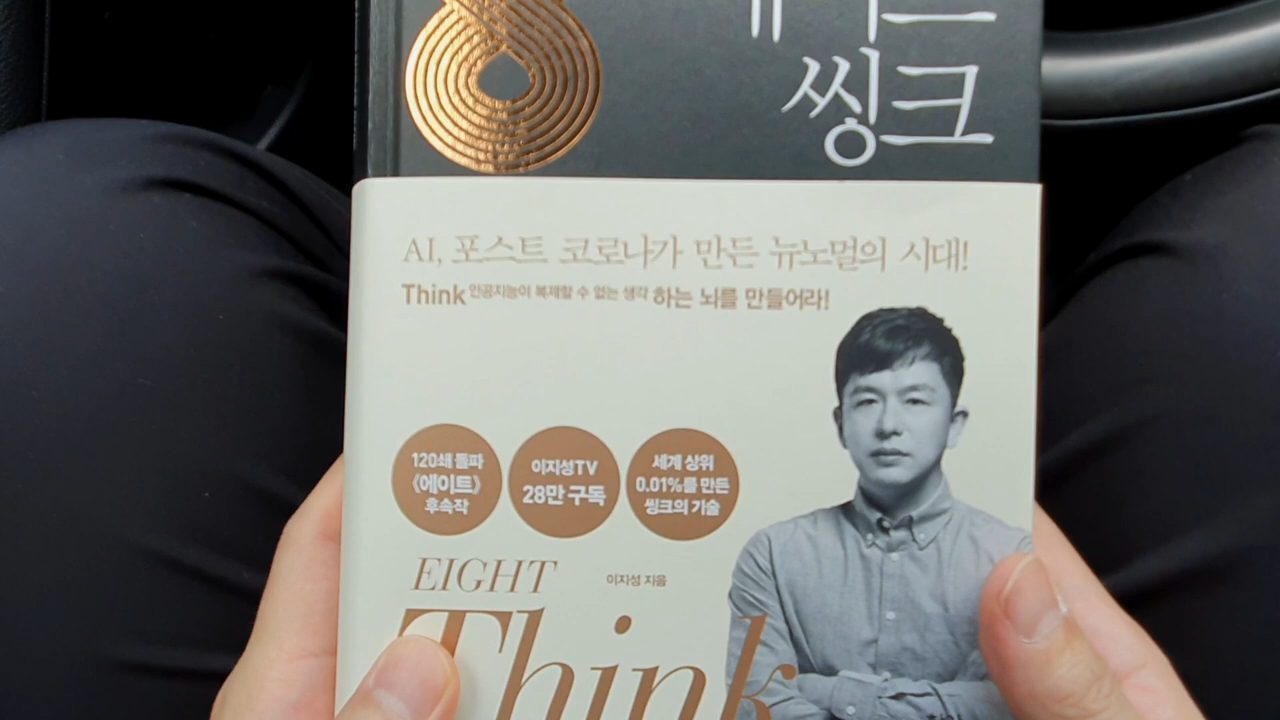 씽크
AI, 포스트 코로나가 만든 뉴노멀의 시대!
Think 인공지능이 복제할 수 없는 생각 하는 뇌를 만들어라!
120쇄 돌파
《에이트》
후속작
이지성TV
28만 구독
세계 상위
0.01%를 만든
씽크의 기술
EIGHT
이지성 지음
Think